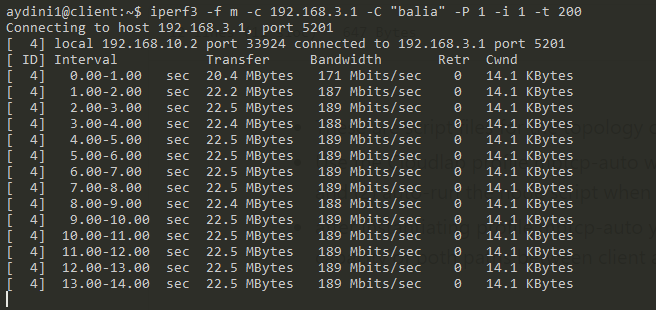 aydini1@client:~$ iperf3 -f m -c 192.168.3.1 -C "balia" -P 1 -i 1 -t 200
Connecting to host 192.168.3.1, port 5201
[  4] local 192.168.10.2 port 33924 connected to 192.168.3.1 port 5201
[ ID] Interval           Transfer     Bandwidth       Retr  Cwnd
[  4]   0.00-1.00   sec  20.4 MBytes   171 Mbits/sec    0   14.1 KBytes
[  4]   1.00-2.00   sec  22.2 MBytes   187 Mbits/sec    0   14.1 KBytes
[  4]   2.00-3.00   sec  22.5 MBytes   189 Mbits/sec    0   14.1 KBytes
[  4]   3.00-4.00   sec  22.4 MBytes   188 Mbits/sec    0   14.1 KBytes
[  4]   4.00-5.00   sec  22.5 MBytes   189 Mbits/sec    0   14.1 KBytes
[  4]   5.00-6.00   sec  22.5 MBytes   189 Mbits/sec    0   14.1 KBytes
[  4]   6.00-7.00   sec  22.5 MBytes   189 Mbits/sec    0   14.1 KBytes
[  4]   7.00-8.00   sec  22.5 MBytes   189 Mbits/sec    0   14.1 KBytes
[  4]   8.00-9.00   sec  22.4 MBytes   188 Mbits/sec    0   14.1 KBytes
[  4]   9.00-10.00  sec  22.5 MBytes   189 Mbits/sec    0   14.1 KBytes
[  4]  10.00-11.00  sec  22.5 MBytes   189 Mbits/sec    0   14.1 KBytes
[  4]  11.00-12.00  sec  22.5 MBytes   189 Mbits/sec    0   14.1 KBytes
[  4]  12.00-13.00  sec  22.5 MBytes   189 Mbits/sec    0   14.1 KBytes
[  4]  13.00-14.00  sec  22.5 MBytes   189 Mbits/sec    0   14.1 KBytes